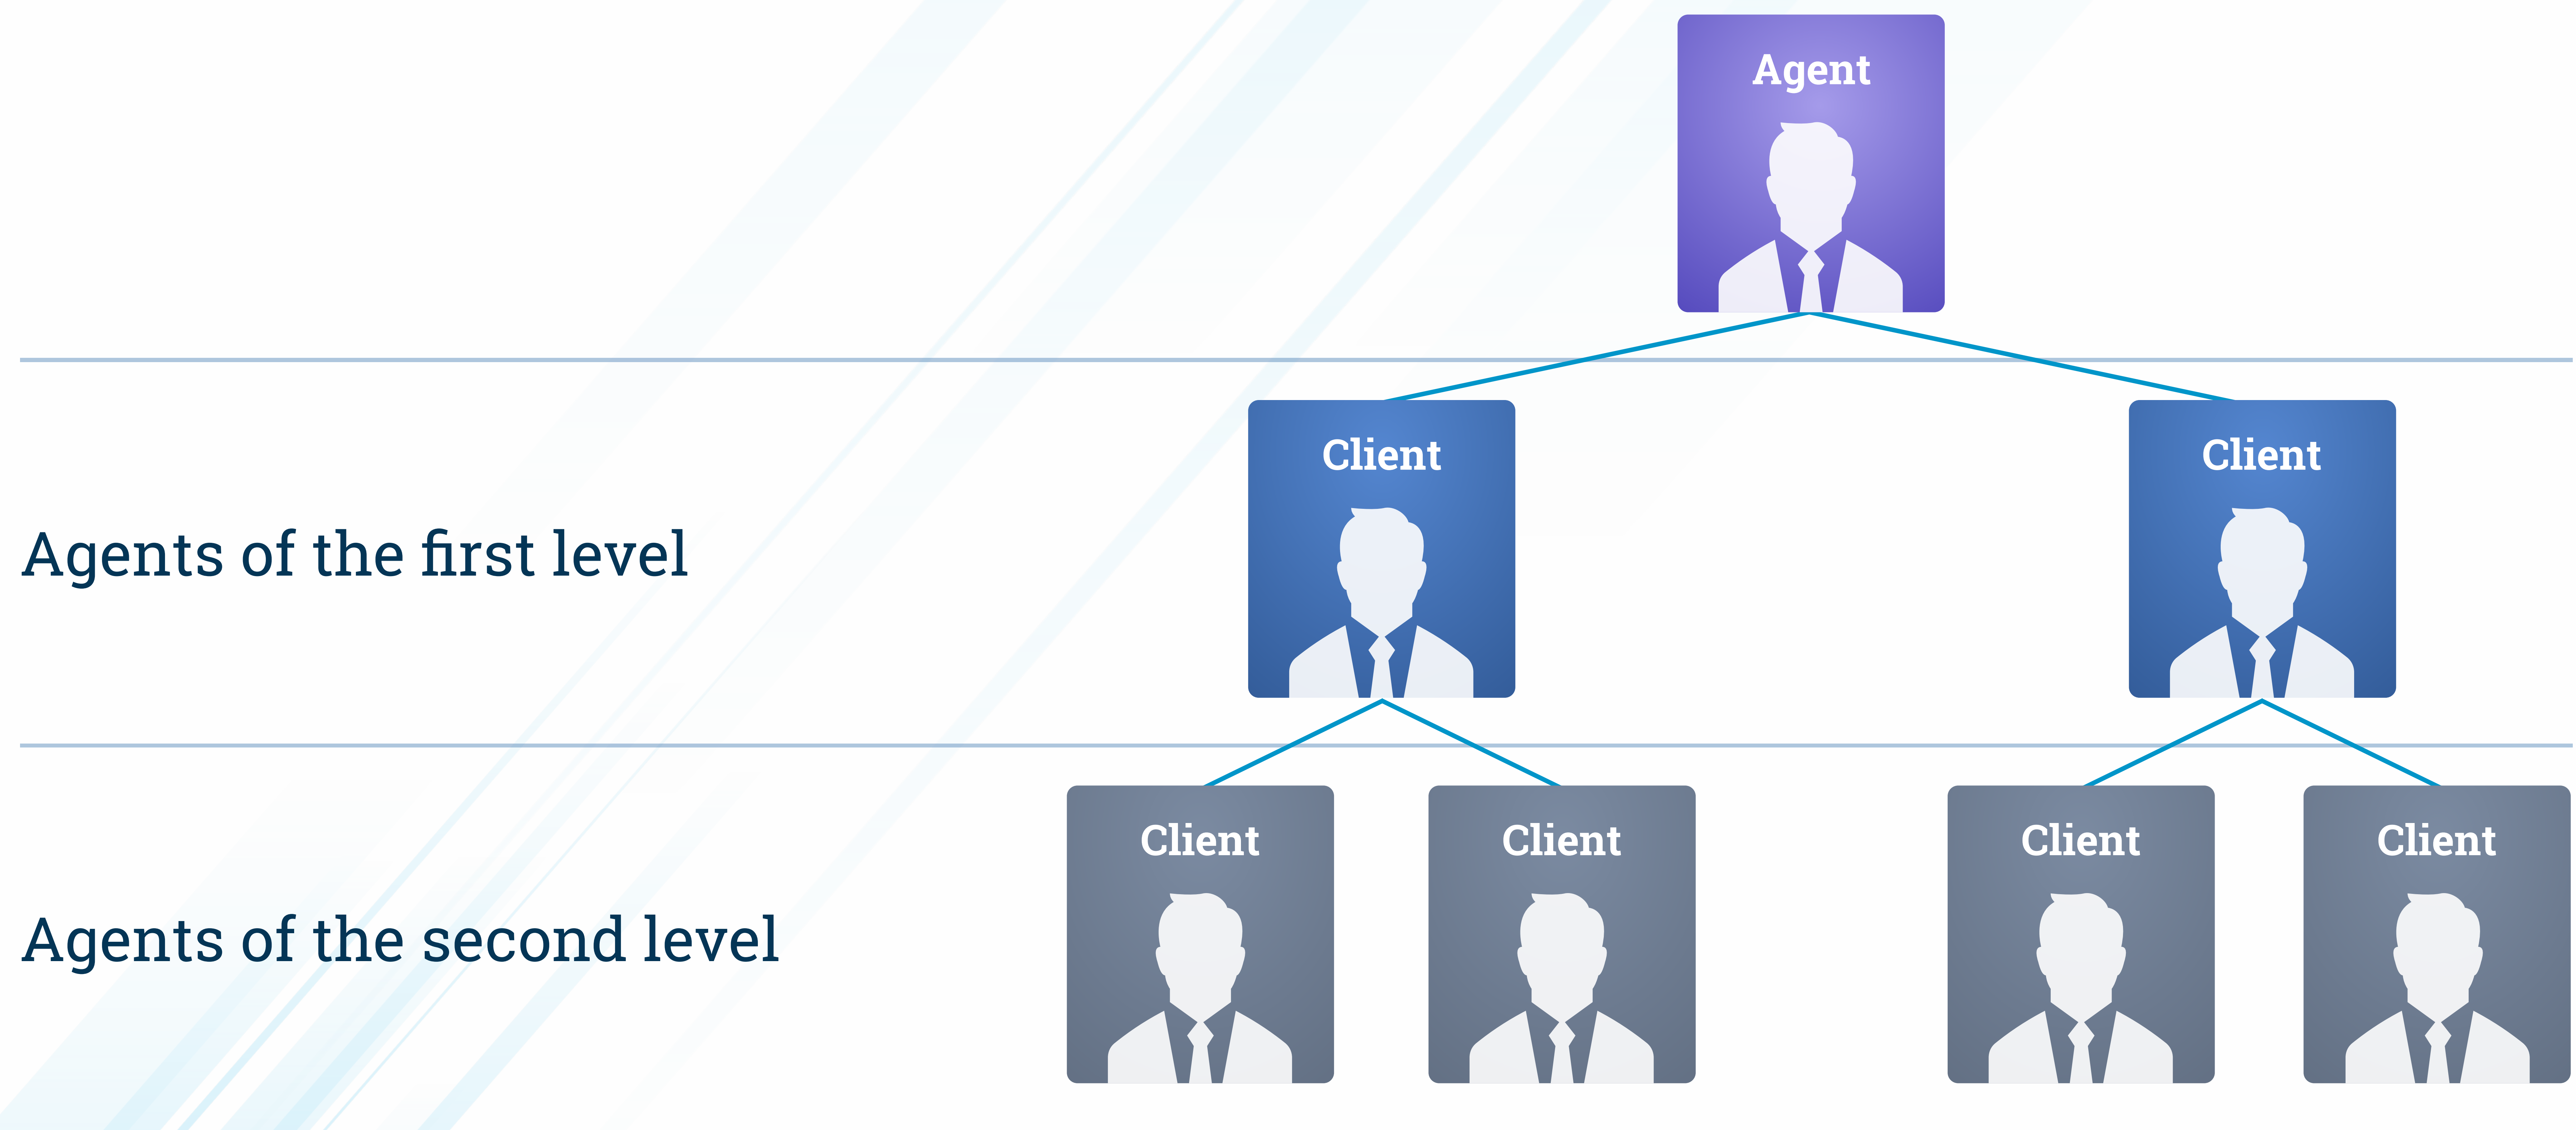 Agent
Agents of the first level
Client
Client
Agents of the second level
Client
Client
Client
Client